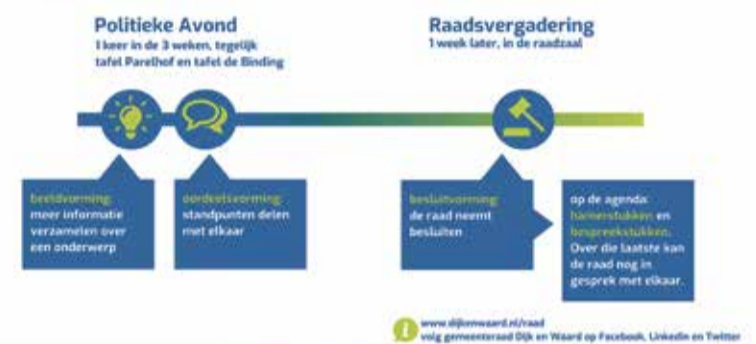 Politieke Avond
1 keer in de 3 weken, tegelijk
tafel Parelhof en tafel de Binding
Raadsvergadering
1 week later, in de raadzaal
beeldvorming:
meer informatie
verzamelen over
een onderwerp
oordeelsvorming:
standpunten delen
met elkaar
besluitvorming:
de raad neemt
besluiten
op de agenda:
hamerstukken en
bespreekstukken.
Over die laatste kan
de raad nog in
gesprek met elkaar.
i
www.dijkenwaard.nl/raad
volg gemeenteraad Dijk en Waard op Facebook, Linkedin en Twitter